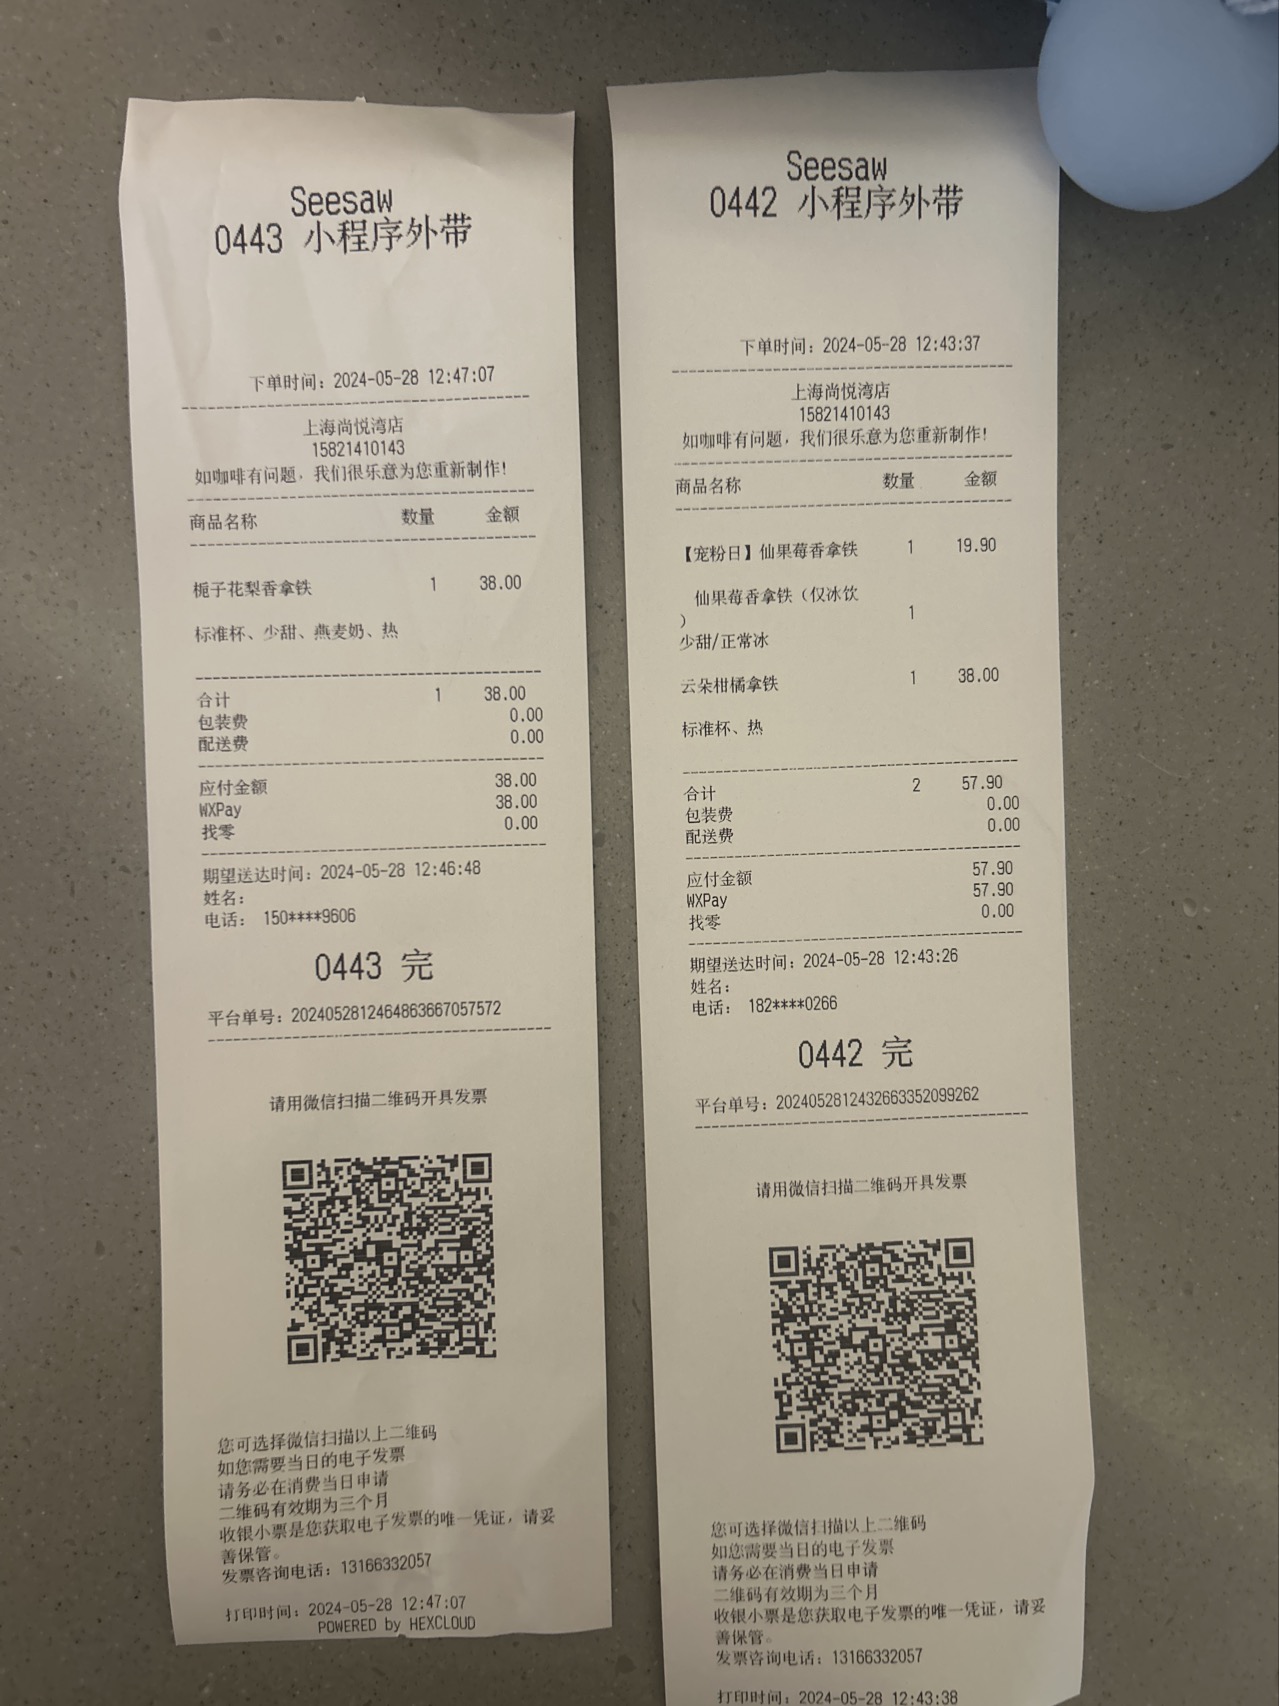 Seesaw
0443 小程序外带
下单时间：2024-05-28 12:47:07
上海尚悦湾店
15821410143
如咖啡有问题，我们很乐意为您重新制作！
商品名称 数量 金额
栀子花梨香拿铁 1 38.00
标准杯、少甜、燕麦奶、热
合计 1 38.00
包装费 0.00
配送费 0.00
应付金额 38.00
WXPay 38.00
找零 0.00
期望送达时间：2024-05-28 12:46:48
姓名：
电话： 150****9606
0443 完
平台单号：2024052812464863667057572
请用微信扫描二维码开具发票
您可选择微信扫描以上二维码
如您需要当日的电子发票
请务必在消费当日申请
二维码有效期为三个月
收银小票是您获取电子发票的唯一凭证，请妥
善保管。
发票咨询电话：13166332057
打印时间：2024-05-28 12:47:07
POWERED by HEXCLOUD
Seesaw
0442 小程序外带
下单时间：2024-05-28 12:43:37
上海尚悦湾店
15821410143
如咖啡有问题，我们很乐意为您重新制作！
商品名称 数量 金额
【宠粉日】仙果莓香拿铁 1 19.90
仙果莓香拿铁（仅冰饮
） 1
少甜/正常冰
云朵柑橘拿铁 1 38.00
标准杯、热
合计 2 57.90
包装费 0.00
配送费 0.00
应付金额 57.90
WXPay 57.90
找零 0.00
期望送达时间：2024-05-28 12:43:26
姓名：
电话： 182****0266
0442 完
平台单号：2024052812432663352099262
请用微信扫描二维码开具发票
您可选择微信扫描以上二维码
如您需要当日的电子发票
请务必在消费当日申请
二维码有效期为三个月
收银小票是您获取电子发票的唯一凭证，请妥
善保管。
发票咨询电话：13166332057
打印时间：2024-05-28 12:43:38